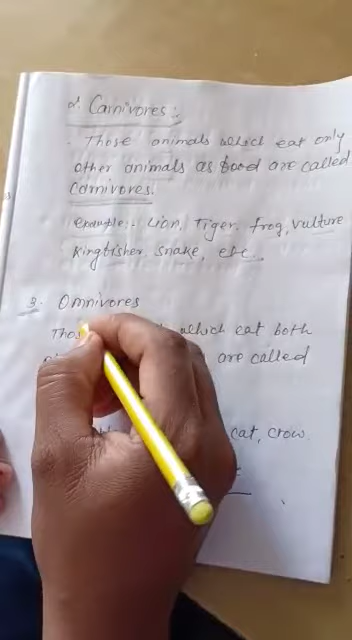 2. Carnivores :-
Those animals which eat only
other animals as food are called
Carnivores.
example:- Lion, Tiger, frog, Vulture
Kingfisher, snake, etc..
3. Omnivores
which eat both
are called
cat, crow